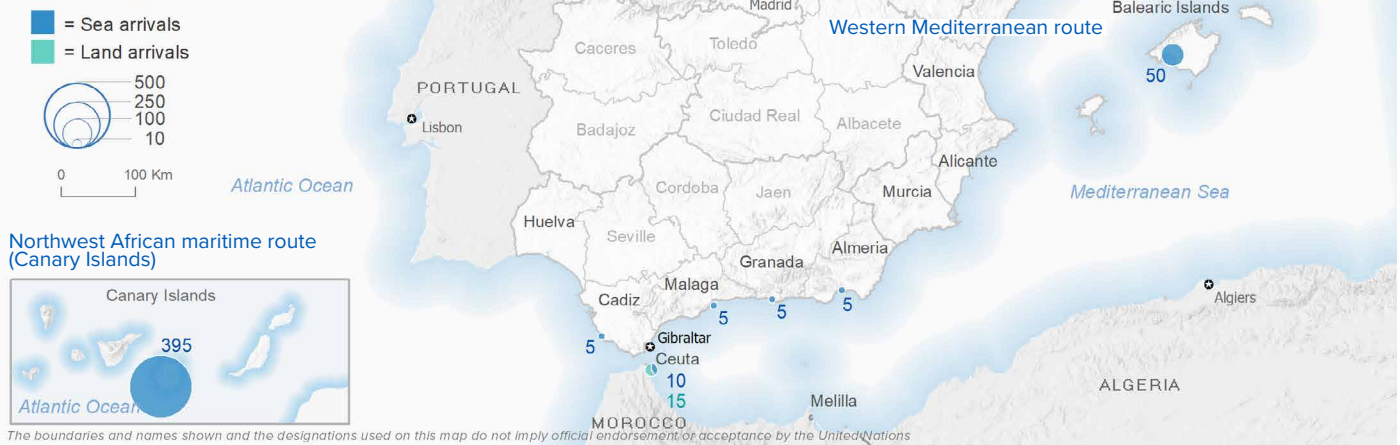 = Sea arrivals
= Land arrivals
500
250
100
10
0 100 Km
Madrid
Western Mediterranean route
Balearic Islands
50
Caceres
Toledo
Valencia
PORTUGAL
Lisbon
Badajoz
Ciudad Real
Albacete
Alicante
Atlantic Ocean
Cordoba
Jaen
Murcia
Mediterranean Sea
Huelva
Seville
Almeria
Northwest African maritime route
(Canary Islands)
Granada
Malaga
Cadiz
5
5
5
5
Algiers
Canary Islands
395
Atlantic Ocean
Gibraltar
Ceuta
10
15
ALGERIA
Melilla
MOROCCO
The boundaries and names shown and the designations used on this map do not imply official endorsement or acceptance by the United Nations